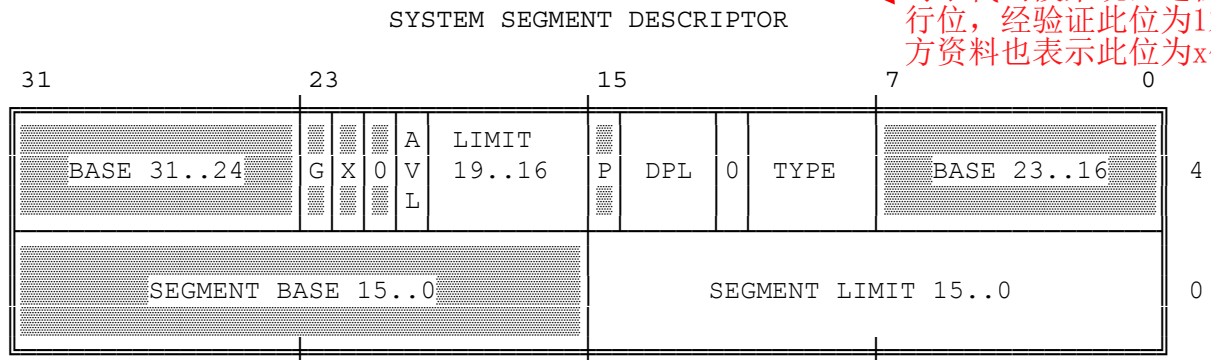 SYSTEM SEGMENT DESCRIPTOR
行位，经验证此位为1
方资料也表示此位为x
31 23 15 7 0
A LIMIT
BASE 31..24 G X 0 V 19..16 P DPL 0 TYPE BASE 23..16 4
L
SEGMENT BASE 15..0 SEGMENT LIMIT 15..0 0